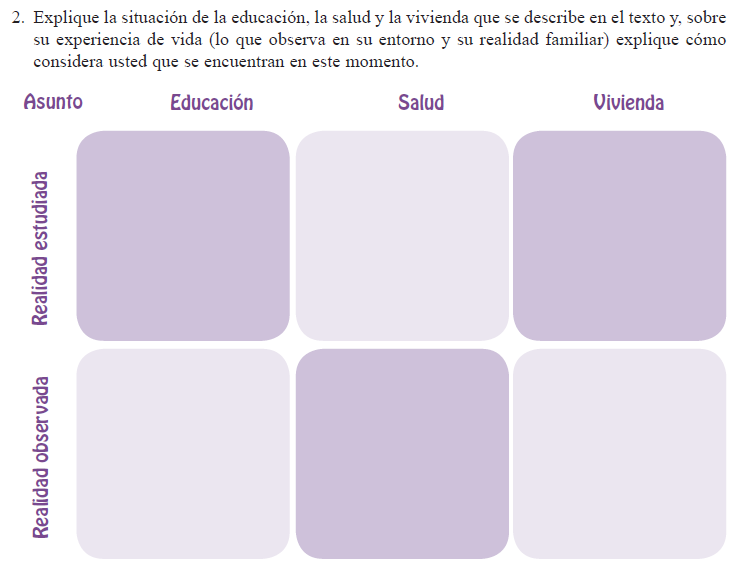 2. Explique la situación de la educación, la salud y la vivienda que se describe en el texto y, sobre
su experiencia de vida (lo que observa en su entorno y su realidad familiar) explique cómo
considera usted que se encuentran en este momento.
Asunto Educación Salud Vivienda
Realidad estudiada
Realidad observada